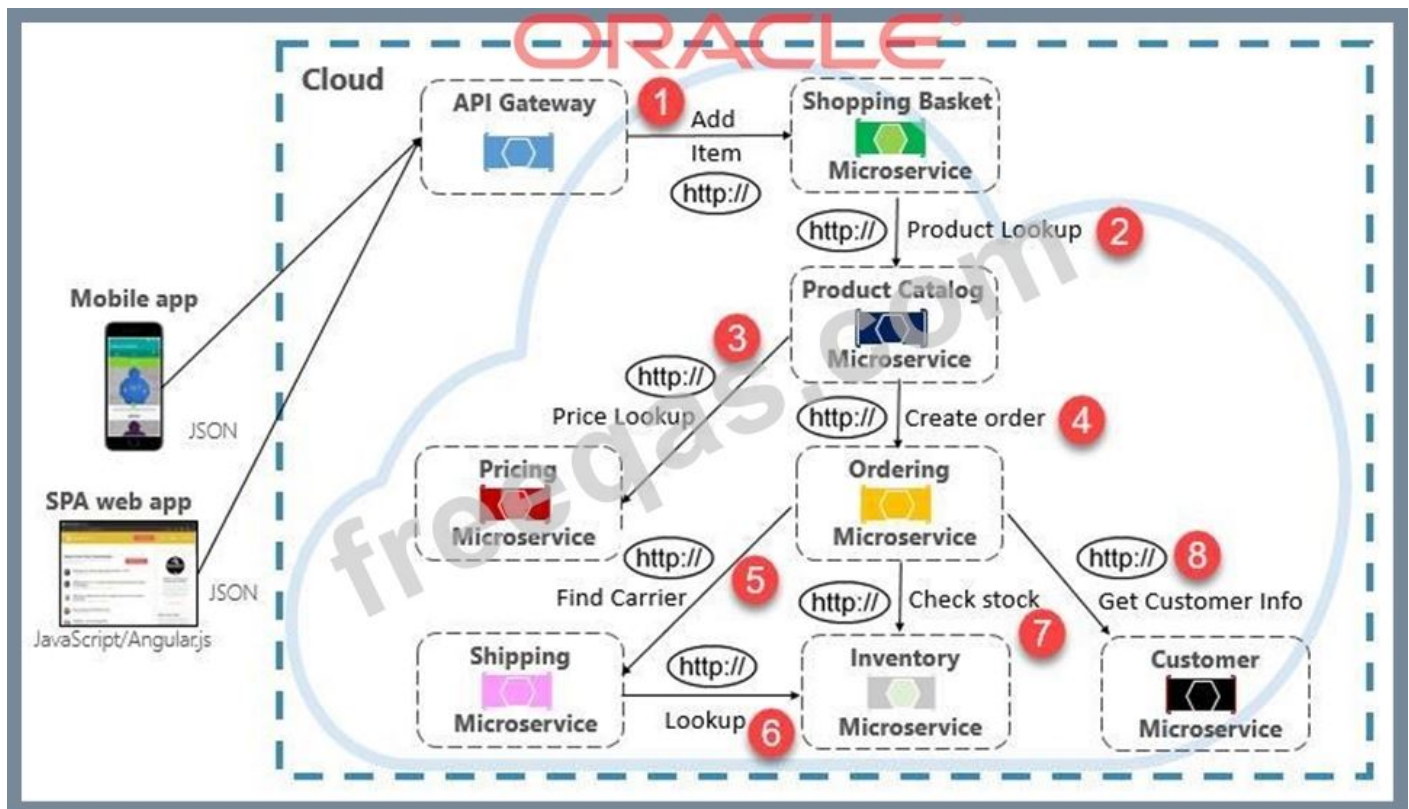 ORACLE
Cloud
API Gateway
1
Add
Item
http://
Shopping Basket
Microservice
http://
Product Lookup
2
Mobile app
JSON
Product Catalog
Microservice
3
http://
Price Lookup
http://
Create order
4
SPA web app
JSON
JavaScript/Angular.js
Pricing
Microservice
Ordering
Microservice
http://
5
Find Carrier
http://
Check stock
7
http://
8
Get Customer Info
Shipping
Microservice
http://
Lookup
6
Inventory
Microservice
Customer
Microservice
freeqas.com